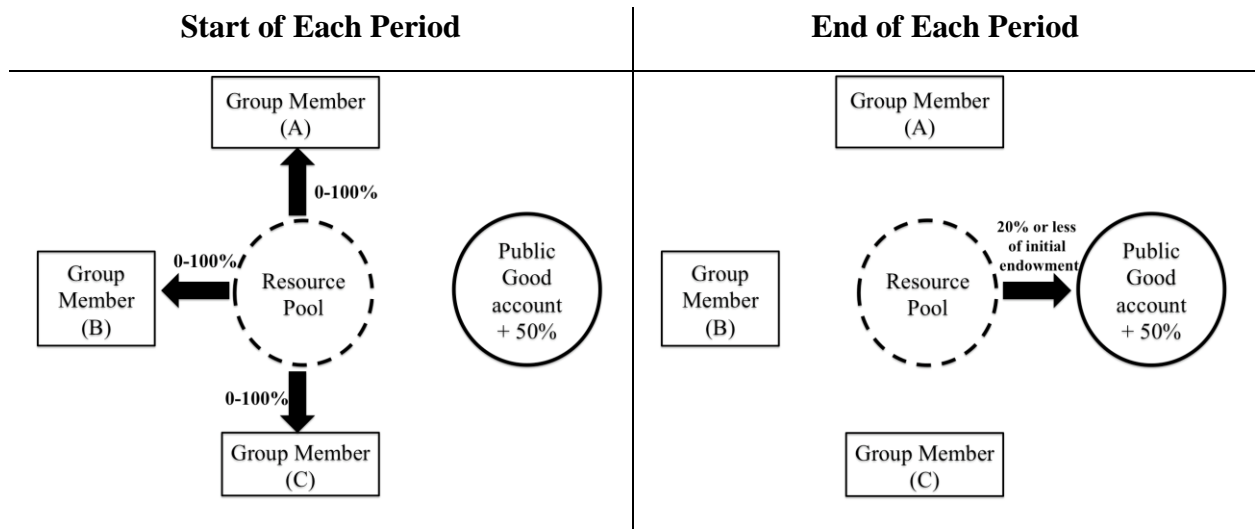 Start of Each Period
Group Member
(A)
0-100%
0-100%
Group
Member
(B)
Resource
Pool
Public
Good
account
+ 50%
0-100%
Group Member
(C)
End of Each Period
Group Member
(A)
20% or less
of initial
endowment
Group
Member
(B)
Resource
Pool
Public
Good
account
+ 50%
Group Member
(C)